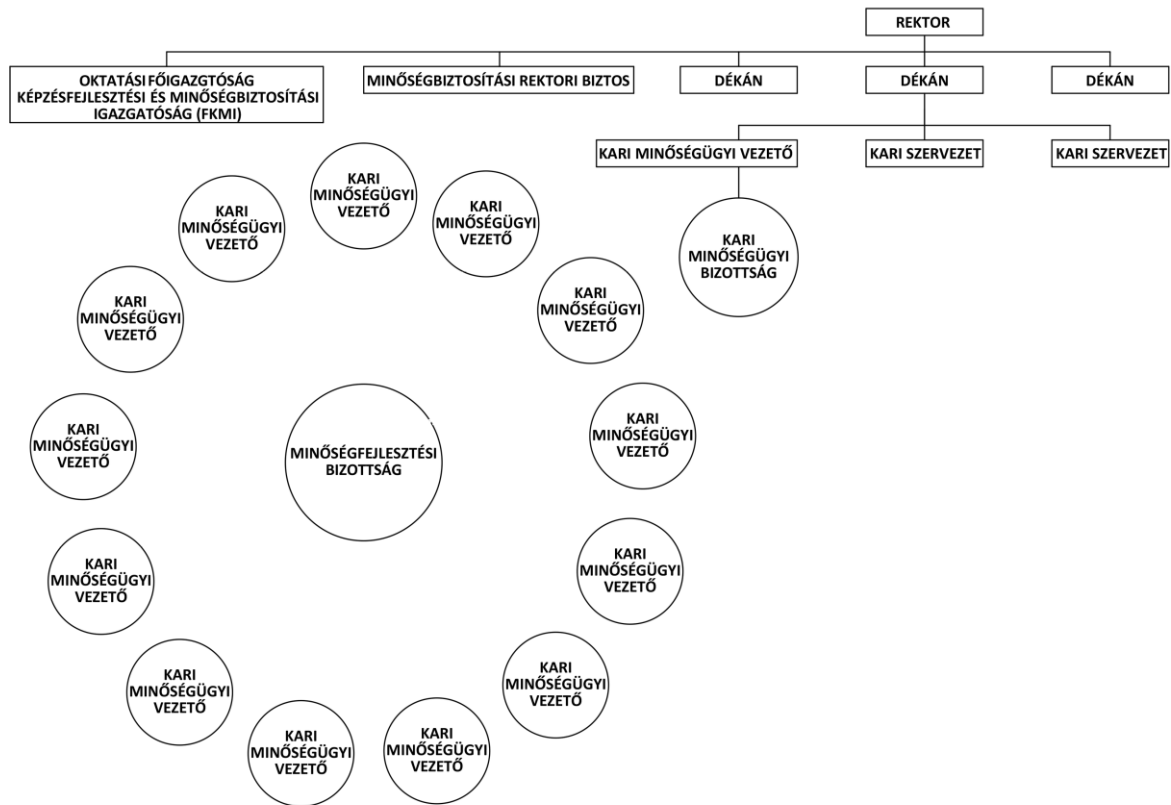 REKTOR
OKTATÁSI FŐIGAZGTÓSÁG
KÉPZÉSFEJLESZTÉSI ÉS MINŐSÉGBIZTOSÍTÁSI
IGAZGATÓSÁG (FKMI)
MINŐSÉGBIZTOSÍTÁSI REKTORI BIZTOS
DÉKÁN
DÉKÁN
DÉKÁN
KARI MINŐSÉGÜGYI VEZETŐ
KARI SZERVEZET
KARI SZERVEZET
KARI
MINŐSÉGÜGYI
BIZOTTSÁG
KARI
MINŐSÉGÜGYI
VEZETŐ
KARI
MINŐSÉGÜGYI
VEZETŐ
KARI
MINŐSÉGÜGYI
VEZETŐ
KARI
MINŐSÉGÜGYI
VEZETŐ
KARI
MINŐSÉGÜGYI
VEZETŐ
KARI
MINŐSÉGÜGYI
VEZETŐ
KARI
MINŐSÉGÜGYI
VEZETŐ
KARI
MINŐSÉGÜGYI
VEZETŐ
KARI
MINŐSÉGÜGYI
VEZETŐ
KARI
MINŐSÉGÜGYI
VEZETŐ
KARI
MINŐSÉGÜGYI
VEZETŐ
KARI
MINŐSÉGÜGYI
VEZETŐ
KARI
MINŐSÉGÜGYI
VEZETŐ
MINŐSÉGFEJLESZTÉSI
BIZOTTSÁG